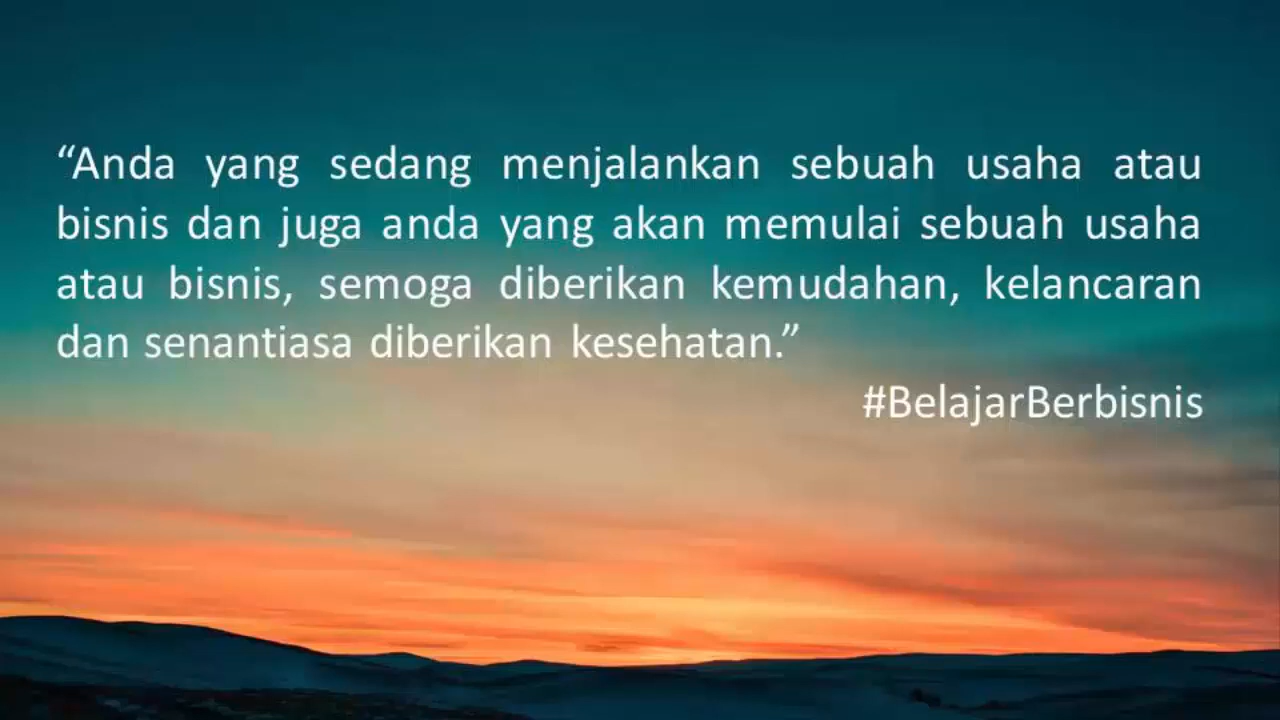 “Anda yang sedang menjalankan sebuah usaha atau
bisnis dan juga anda yang akan memulai sebuah usaha
atau bisnis, semoga diberikan kemudahan, kelancaran
dan senantiasa diberikan kesehatan.”
#BelajarBerbisnis